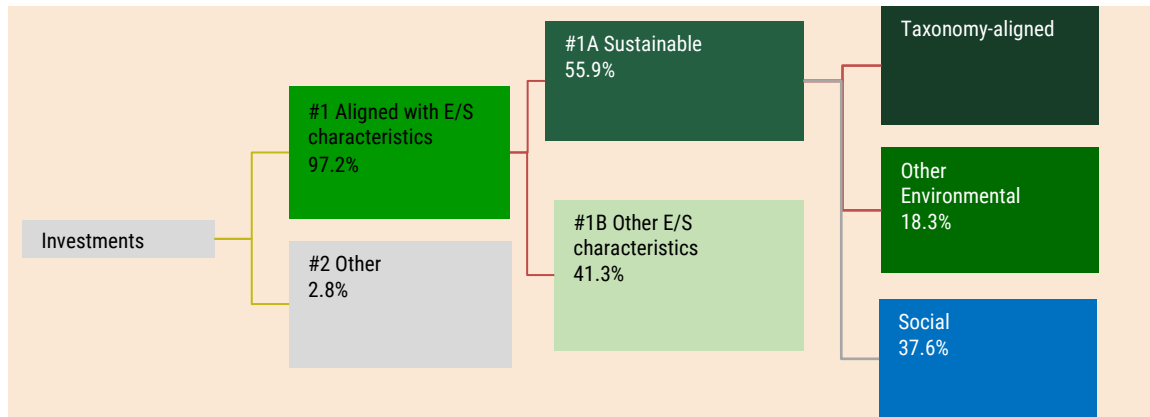 Investments
#1 Aligned with E/S
characteristics
97.2%
#2 Other
2.8%
#1A Sustainable
55.9%
#1B Other E/S
characteristics
41.3%
Taxonomy-aligned
Other
Environmental
18.3%
Social
37.6%